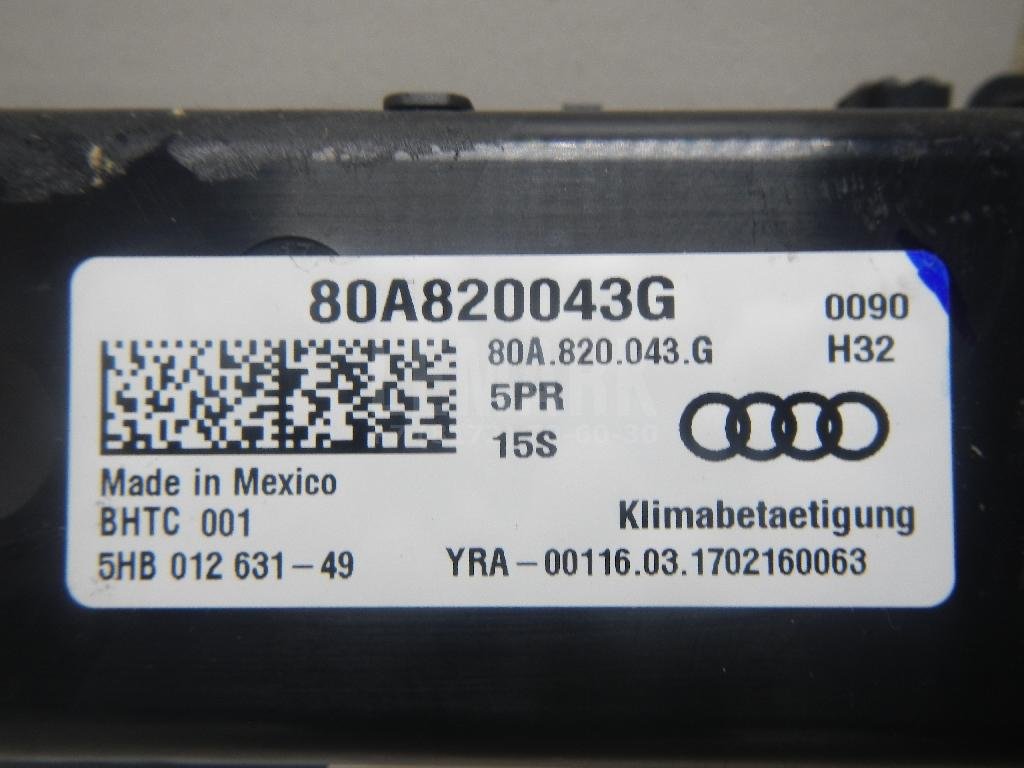 80A820043G 0090
80A.820.043.G H32
5PR
15S
Made in Mexico
BHTC 001 Klimabetaetigung
5HB 012 631-49 YRA-00116.03.1702160063